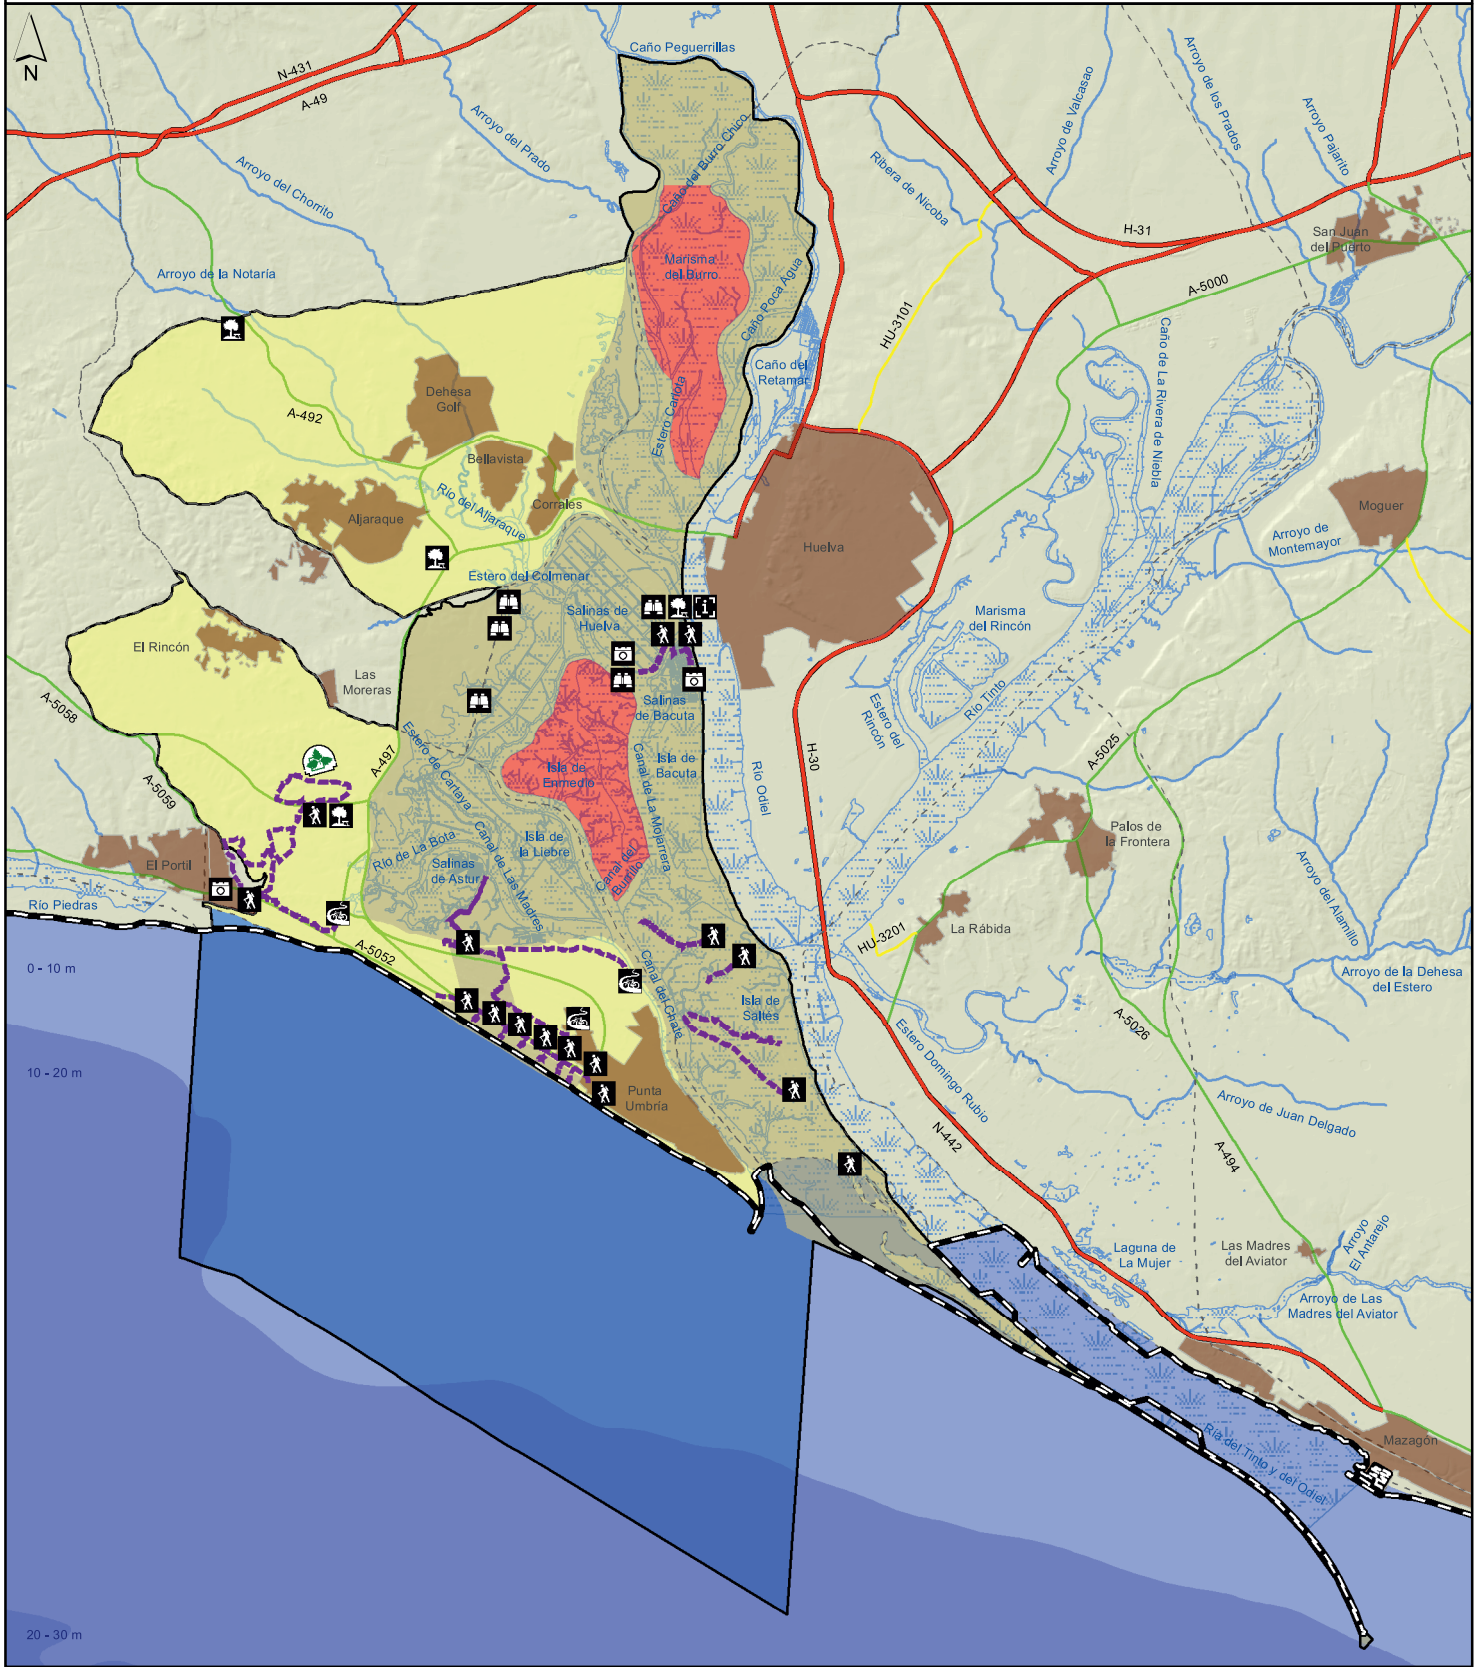 N
Caño Peguerrillas
N-431
A-49
Arroyo del Prado
Arroyo del Chorrito
Arroyo de la Notaría
Caño del Burro Chico
Ribera de Nicoba
Arroyo de Valcasao
Arroyo de los Prados
Arroyo Pajarito
H-31
San Juan
del Puerto
A-5000
Marisma
del Burro
Caño Poca Agua
HU-3101
Caño de La Rivera de Niebla
Caño del
Retamar
Estero Carlota
Dehesa
Golf
A-492
Bellavista
Corrales
Río del Aljaraque
Aljaraque
Huelva
Moguer
Arroyo de
Montemayor
Estero del Colmenar
Salinas de
Huelva
i
Marisma
del Rincón
El Rincón
Las
Moreras
A-5058
A-5059
A-497
Salinas
de Bacuta
Estero del
Rincón
Río Tinto
Estero de Cartaya
Isla de
Enmedio
Isla de
Bacuta
Canal de La Mojarrera
Río Odiel
H-30
A-5025
Palos de
la Frontera
Río de La Bota
Salinas
de Astur
Canal de Las Madres
Isla de
la Liebre
Canal del
Burrillo
El Portil
Río Piedras
Arroyo del Alamillo
La Rábida
HU-3201
A-5052
0 - 10 m
Canal del Chate
Isla de
Saltés
Arroyo de la Dehesa
del Estero
A-5026
Estero Domingo Rubio
10 - 20 m
Punta
Umbría
Arroyo de Juan Delgado
N-442
A-494
Laguna de
La Mujer
Las Madres
del Aviator
Arroyo
El Antarejo
Arroyo de Las
Madres del Aviator
Mazagón
Ría del Tinto y del Odiel
20 - 30 m